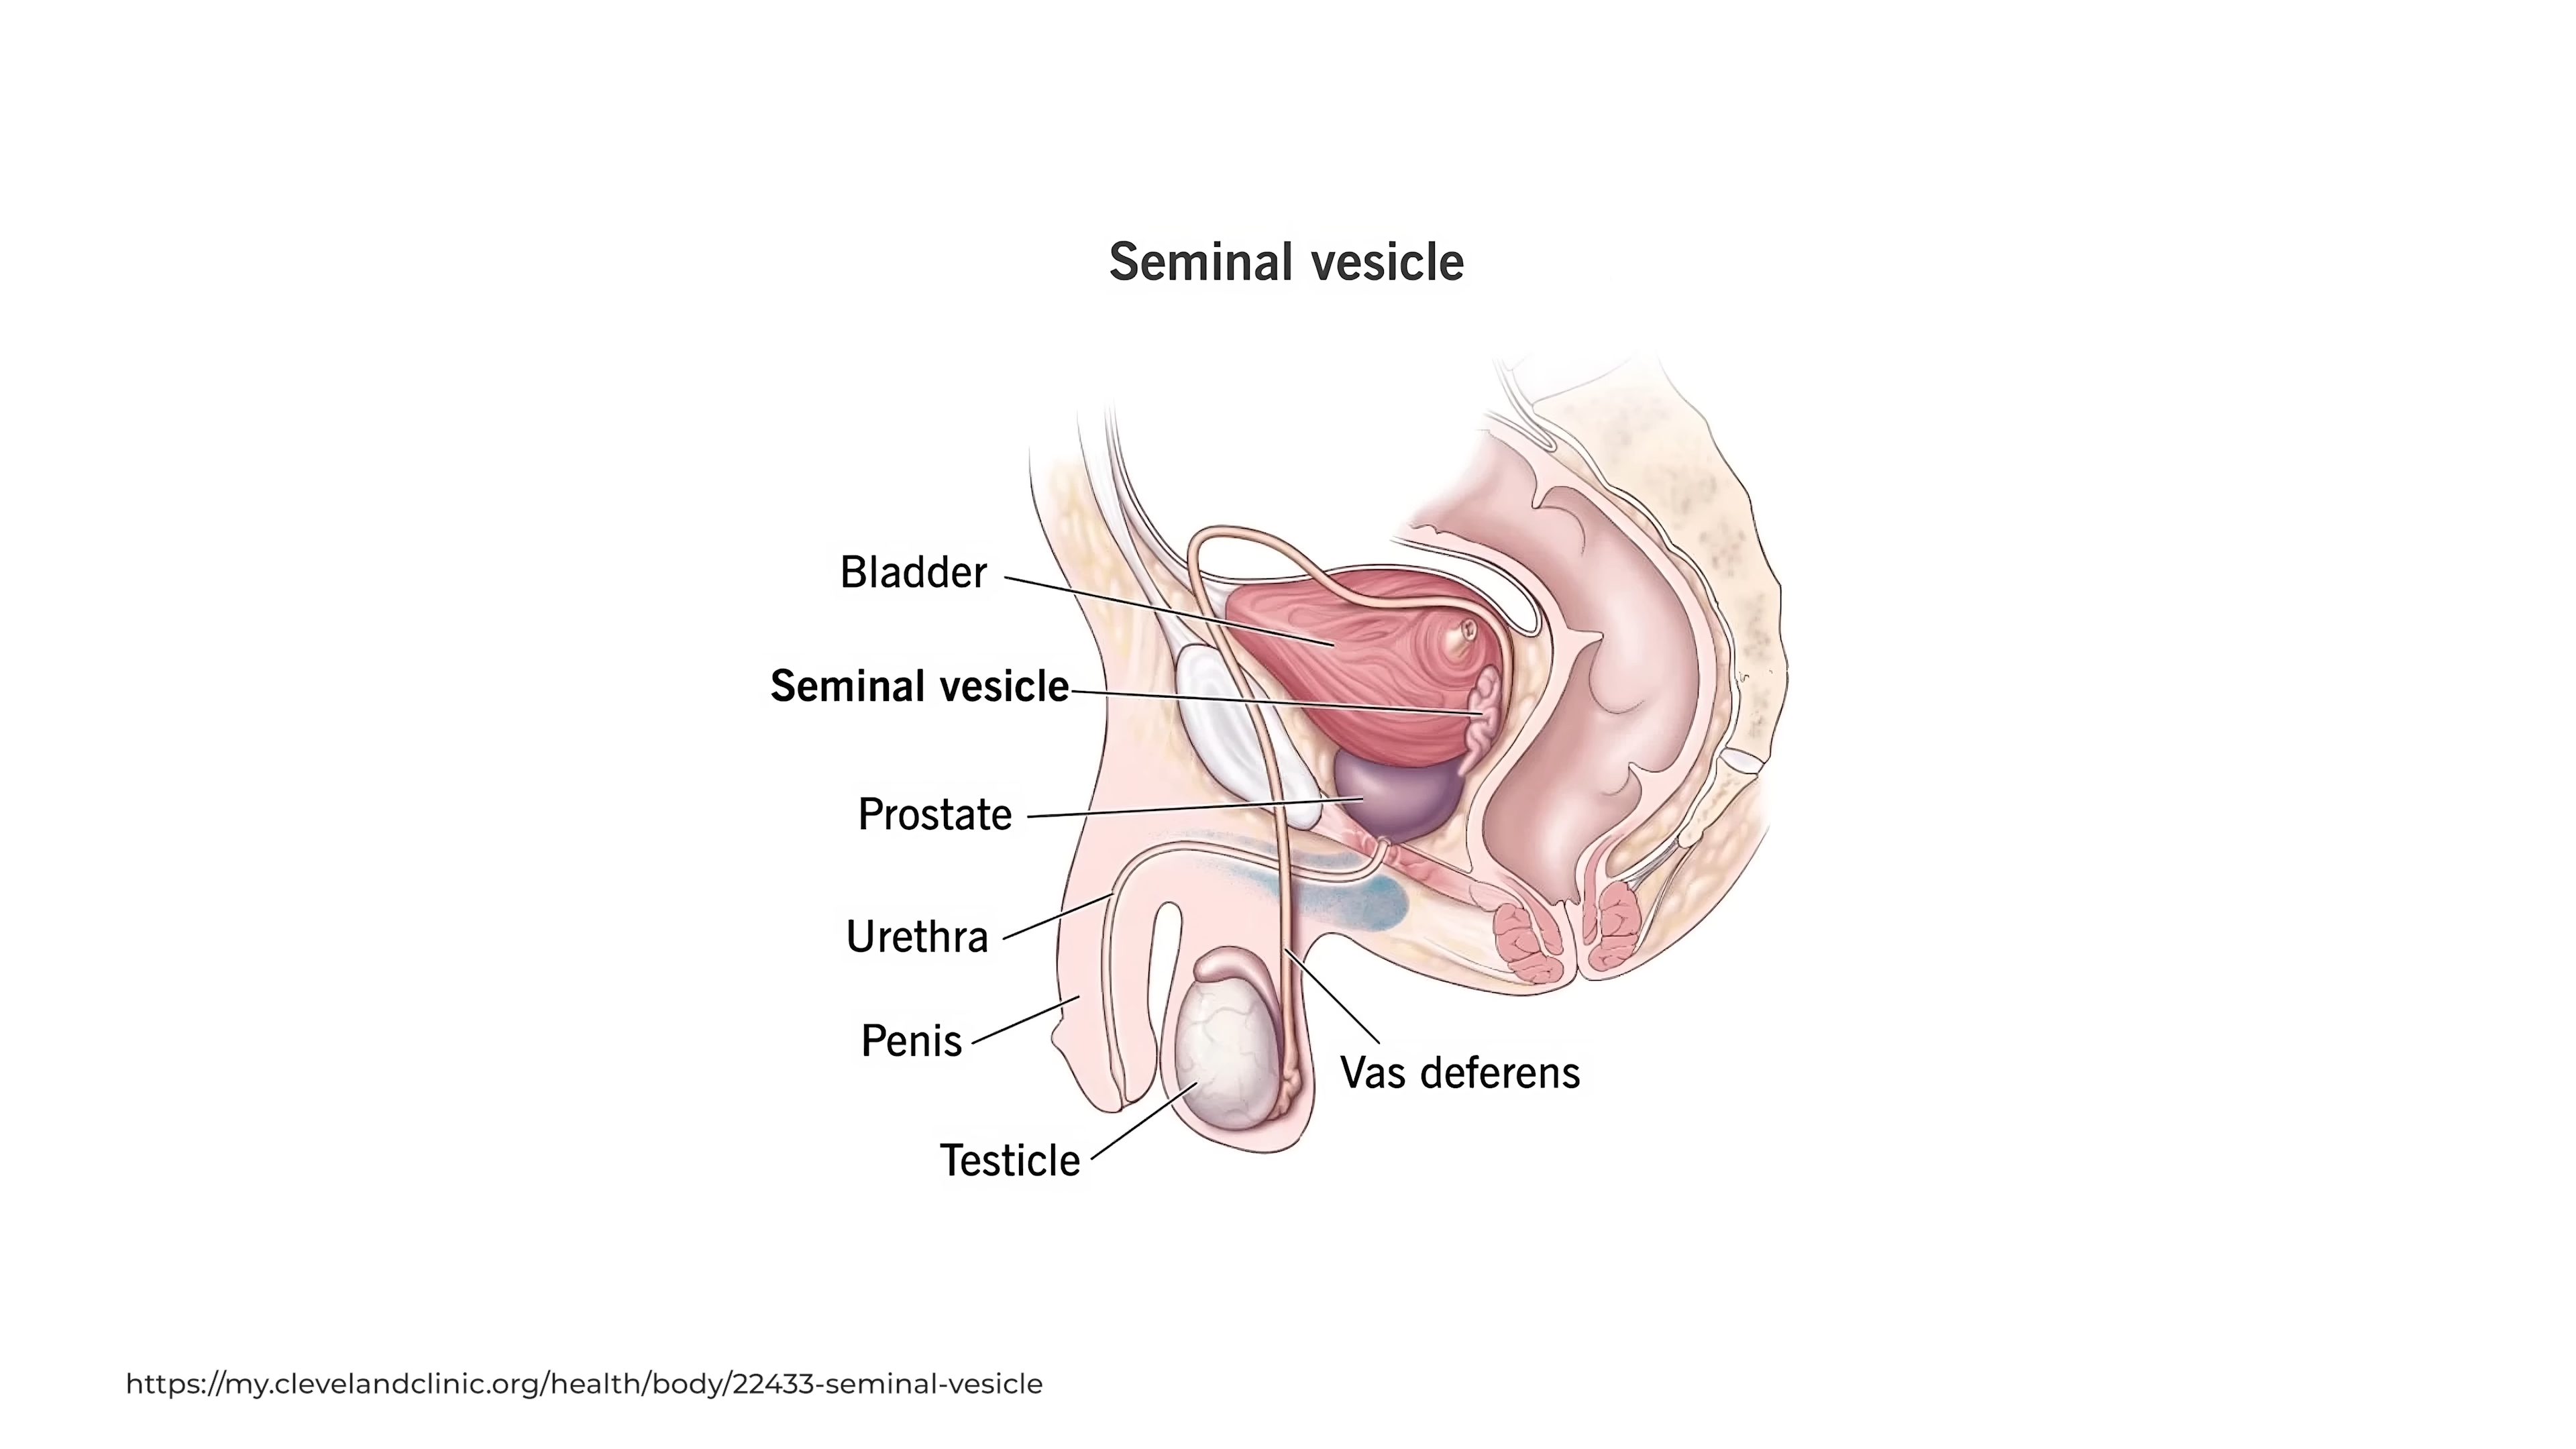 Seminal vesicle
Bladder
Seminal vesicle
Prostate
Urethra
Penis
Vas deferens
Testicle
https://my.clevelandclinic.org/health/body/22433-seminal-vesicle